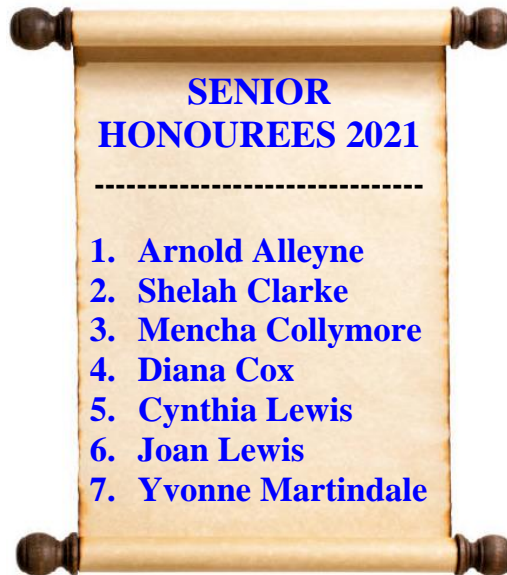 SENIOR
HONOUREES 2021
-------------------------------
1. Arnold Alleyne
2. Shelah Clarke
3. Mencha Collymore
4. Diana Cox
5. Cynthia Lewis
6. Joan Lewis
7. Yvonne Martindale